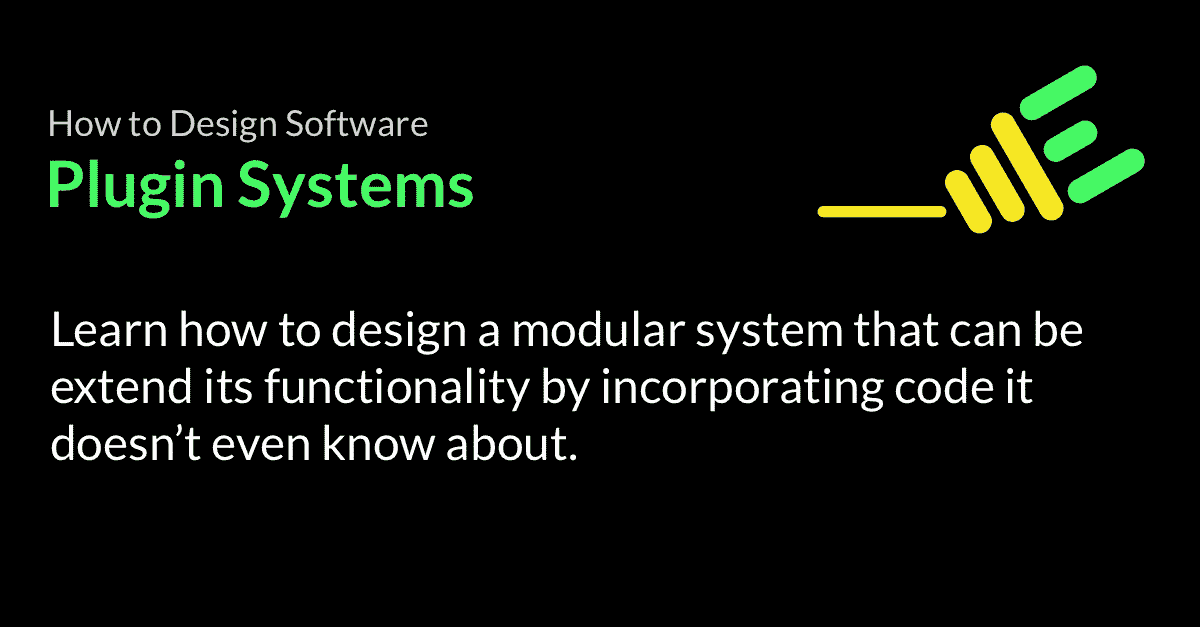 How to Design Software
Plugin Systems
Learn how to design a modular system that can be
extend its functionality by incorporating code it
doesn’t even know about.